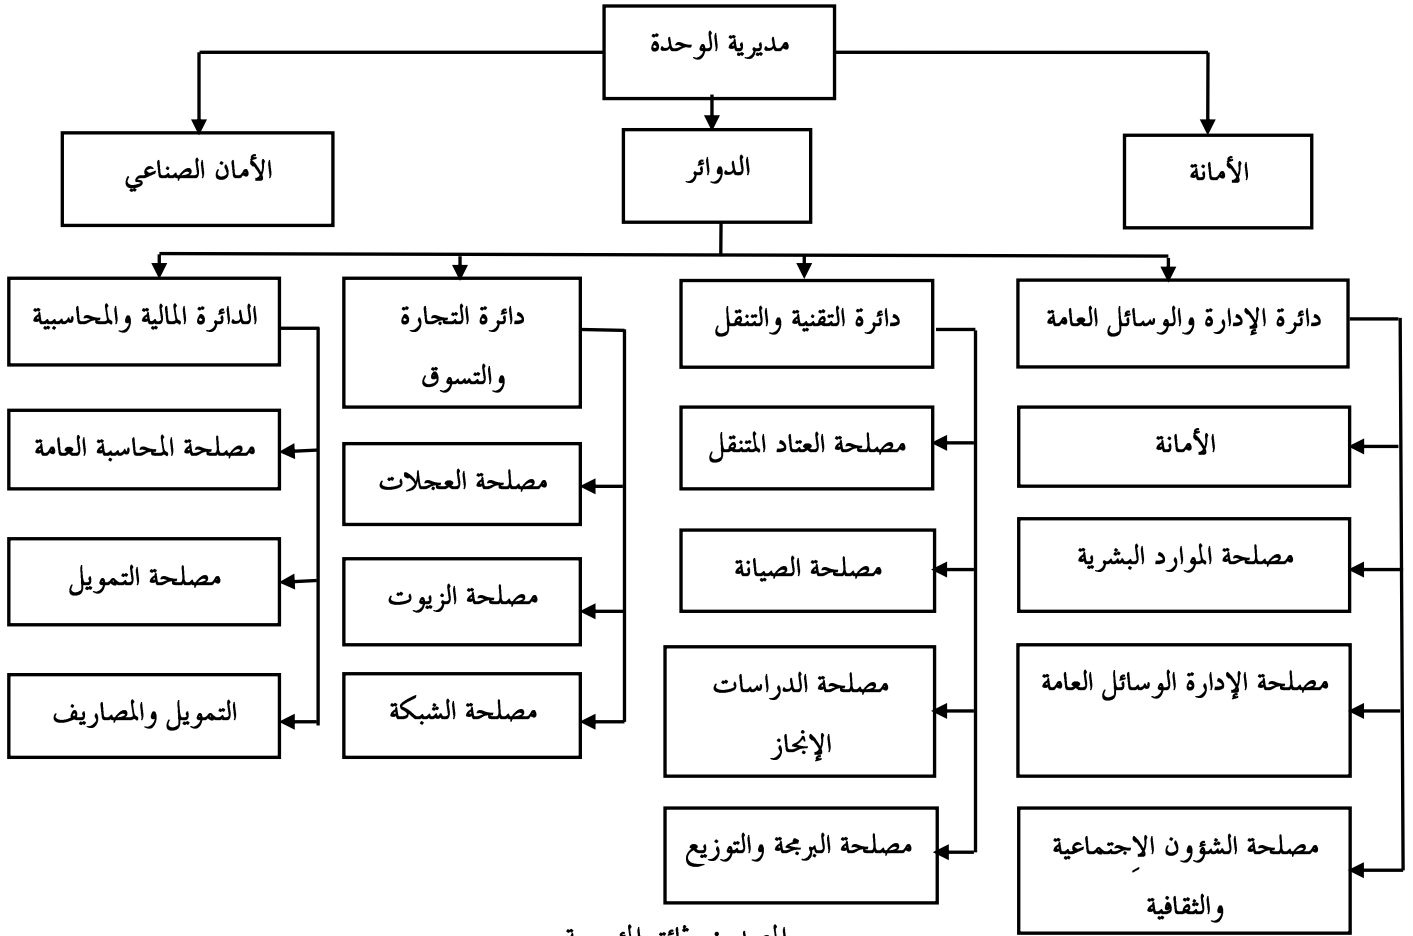 مديرية الوحدة
الأمانة
الدوائر
الأمان الصناعي
دائرة الإدارة والوسائل العامة
الأمانة
مصلحة الموارد البشرية
مصلحة الإدارة الوسائل العامة
مصلحة الشؤون الاِجتماعية
والثقافية
دائرة التقنية والتنقل
مصلحة العتاد المتنقل
مصلحة الصيانة
مصلحة الدراسات
الإنجاز
مصلحة البرمجة والتوزيع
دائرة التجارة
والتسوق
مصلحة العجلات
مصلحة الزيوت
مصلحة الشبكة
الدائرة المالية والمحاسبية
مصلحة المحاسبة العامة
مصلحة التمويل
التمويل والمصاريف